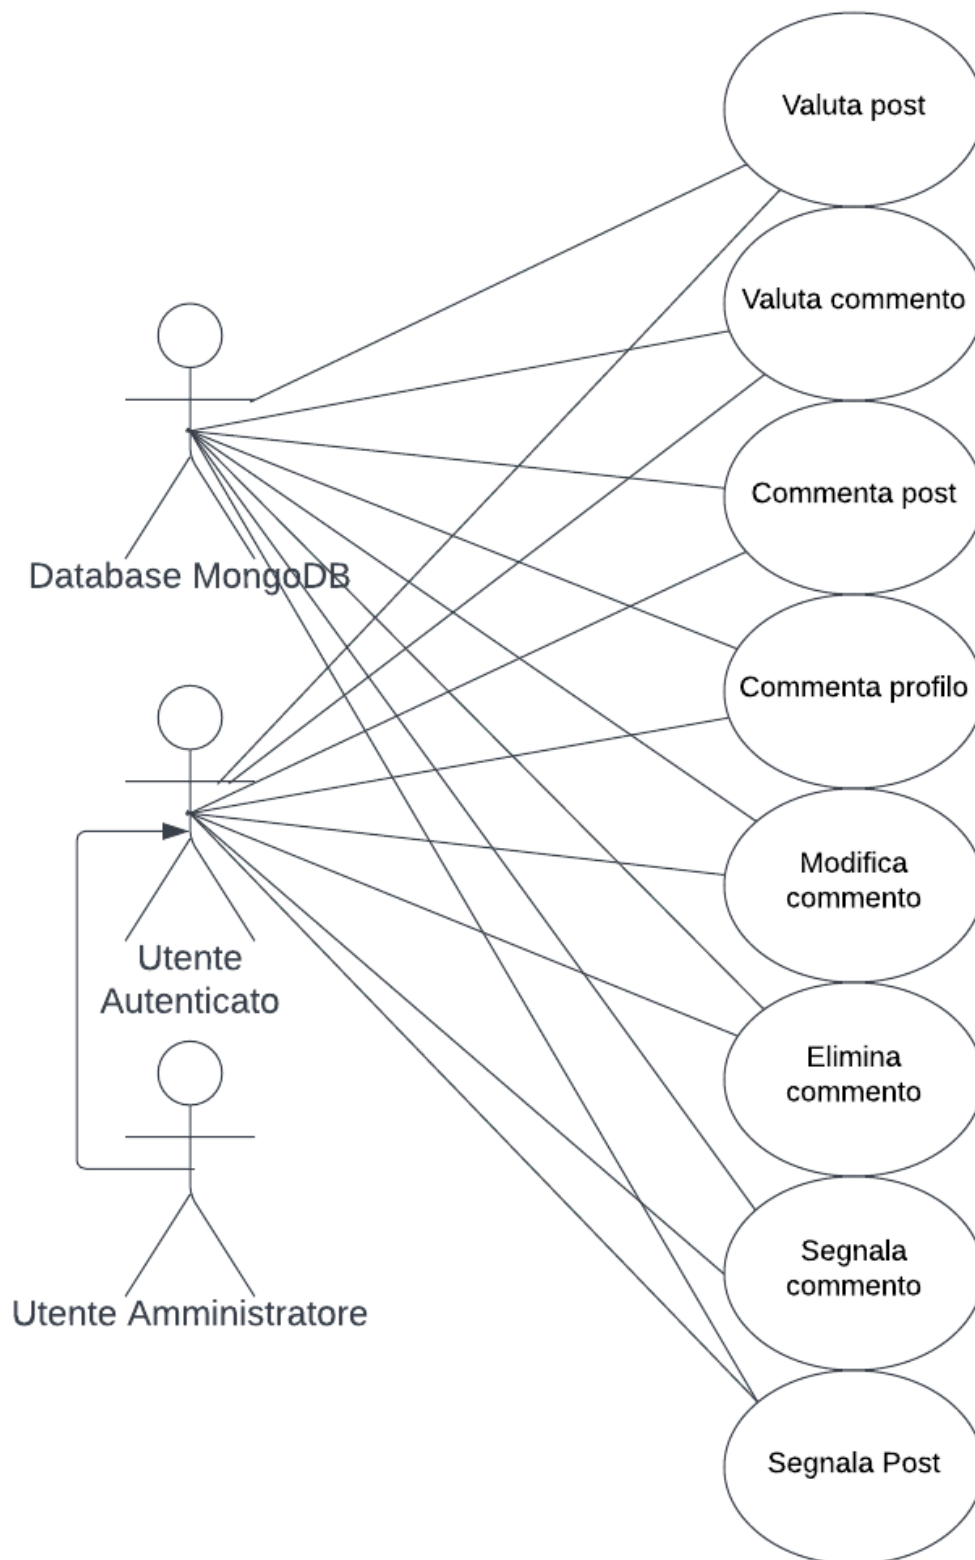 Valuta post
Valuta commento
Commenta post
Database MongoDB
Commenta profilo
Modifica
commento
Utente
Autenticato
Elimina
commento
Segnala
commento
Utente Amministratore
Segnala Post